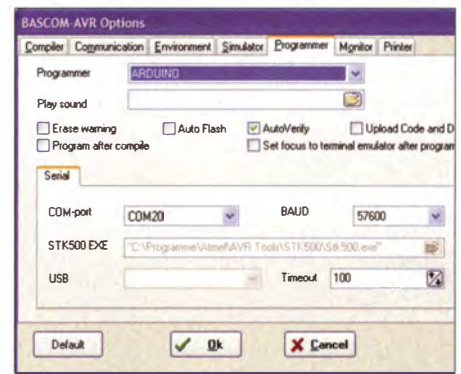 BASCOM-AVR Options
Compiler Communication Environment Simulator Programmer Monitor Printer
Programmer ARDUINO
Play sound
Erase warning Auto Flash AutoVerify Upload Code and D
Program after compile Set focus to terminal emulator after program
Serial
COM-port COM20 BAUD 57600
STK500 EXE "C:\Programme\Atmel\AVR Tools\STK500\Stk500.exe"
USB Timeout 100
Default Ok Cancel